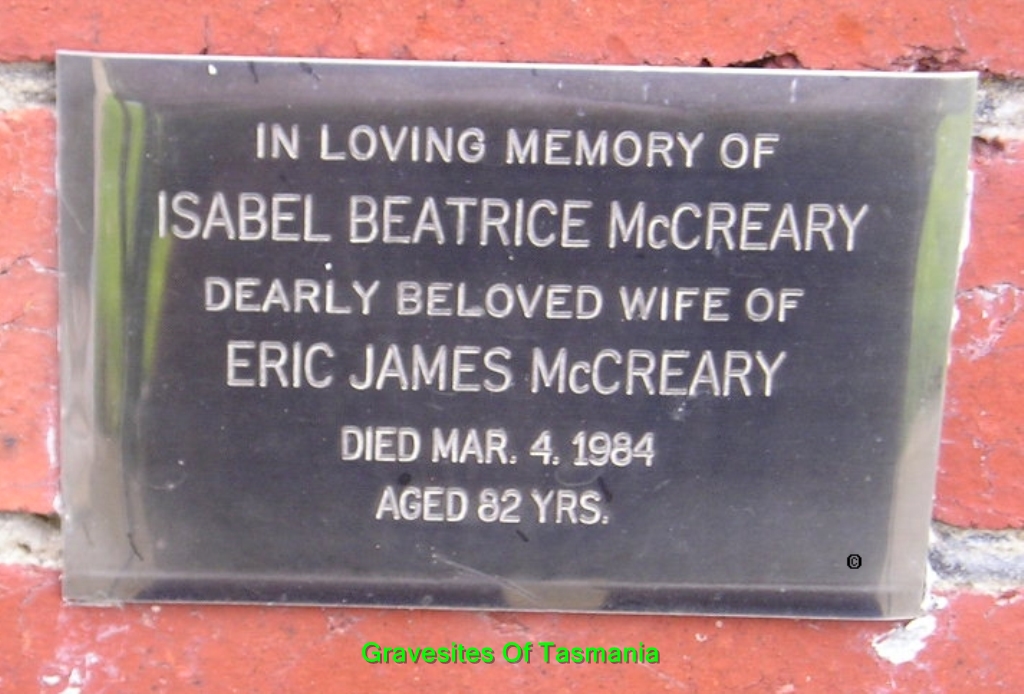 IN LOVING MEMORY OF
ISABEL BEATRICE McCREARY
DEARLY BELOVED WIFE OF
ERIC JAMES McCREARY
DIED MAR. 4. 1984
AGED 82 YRS.
©
Gravesites Of Tasmania